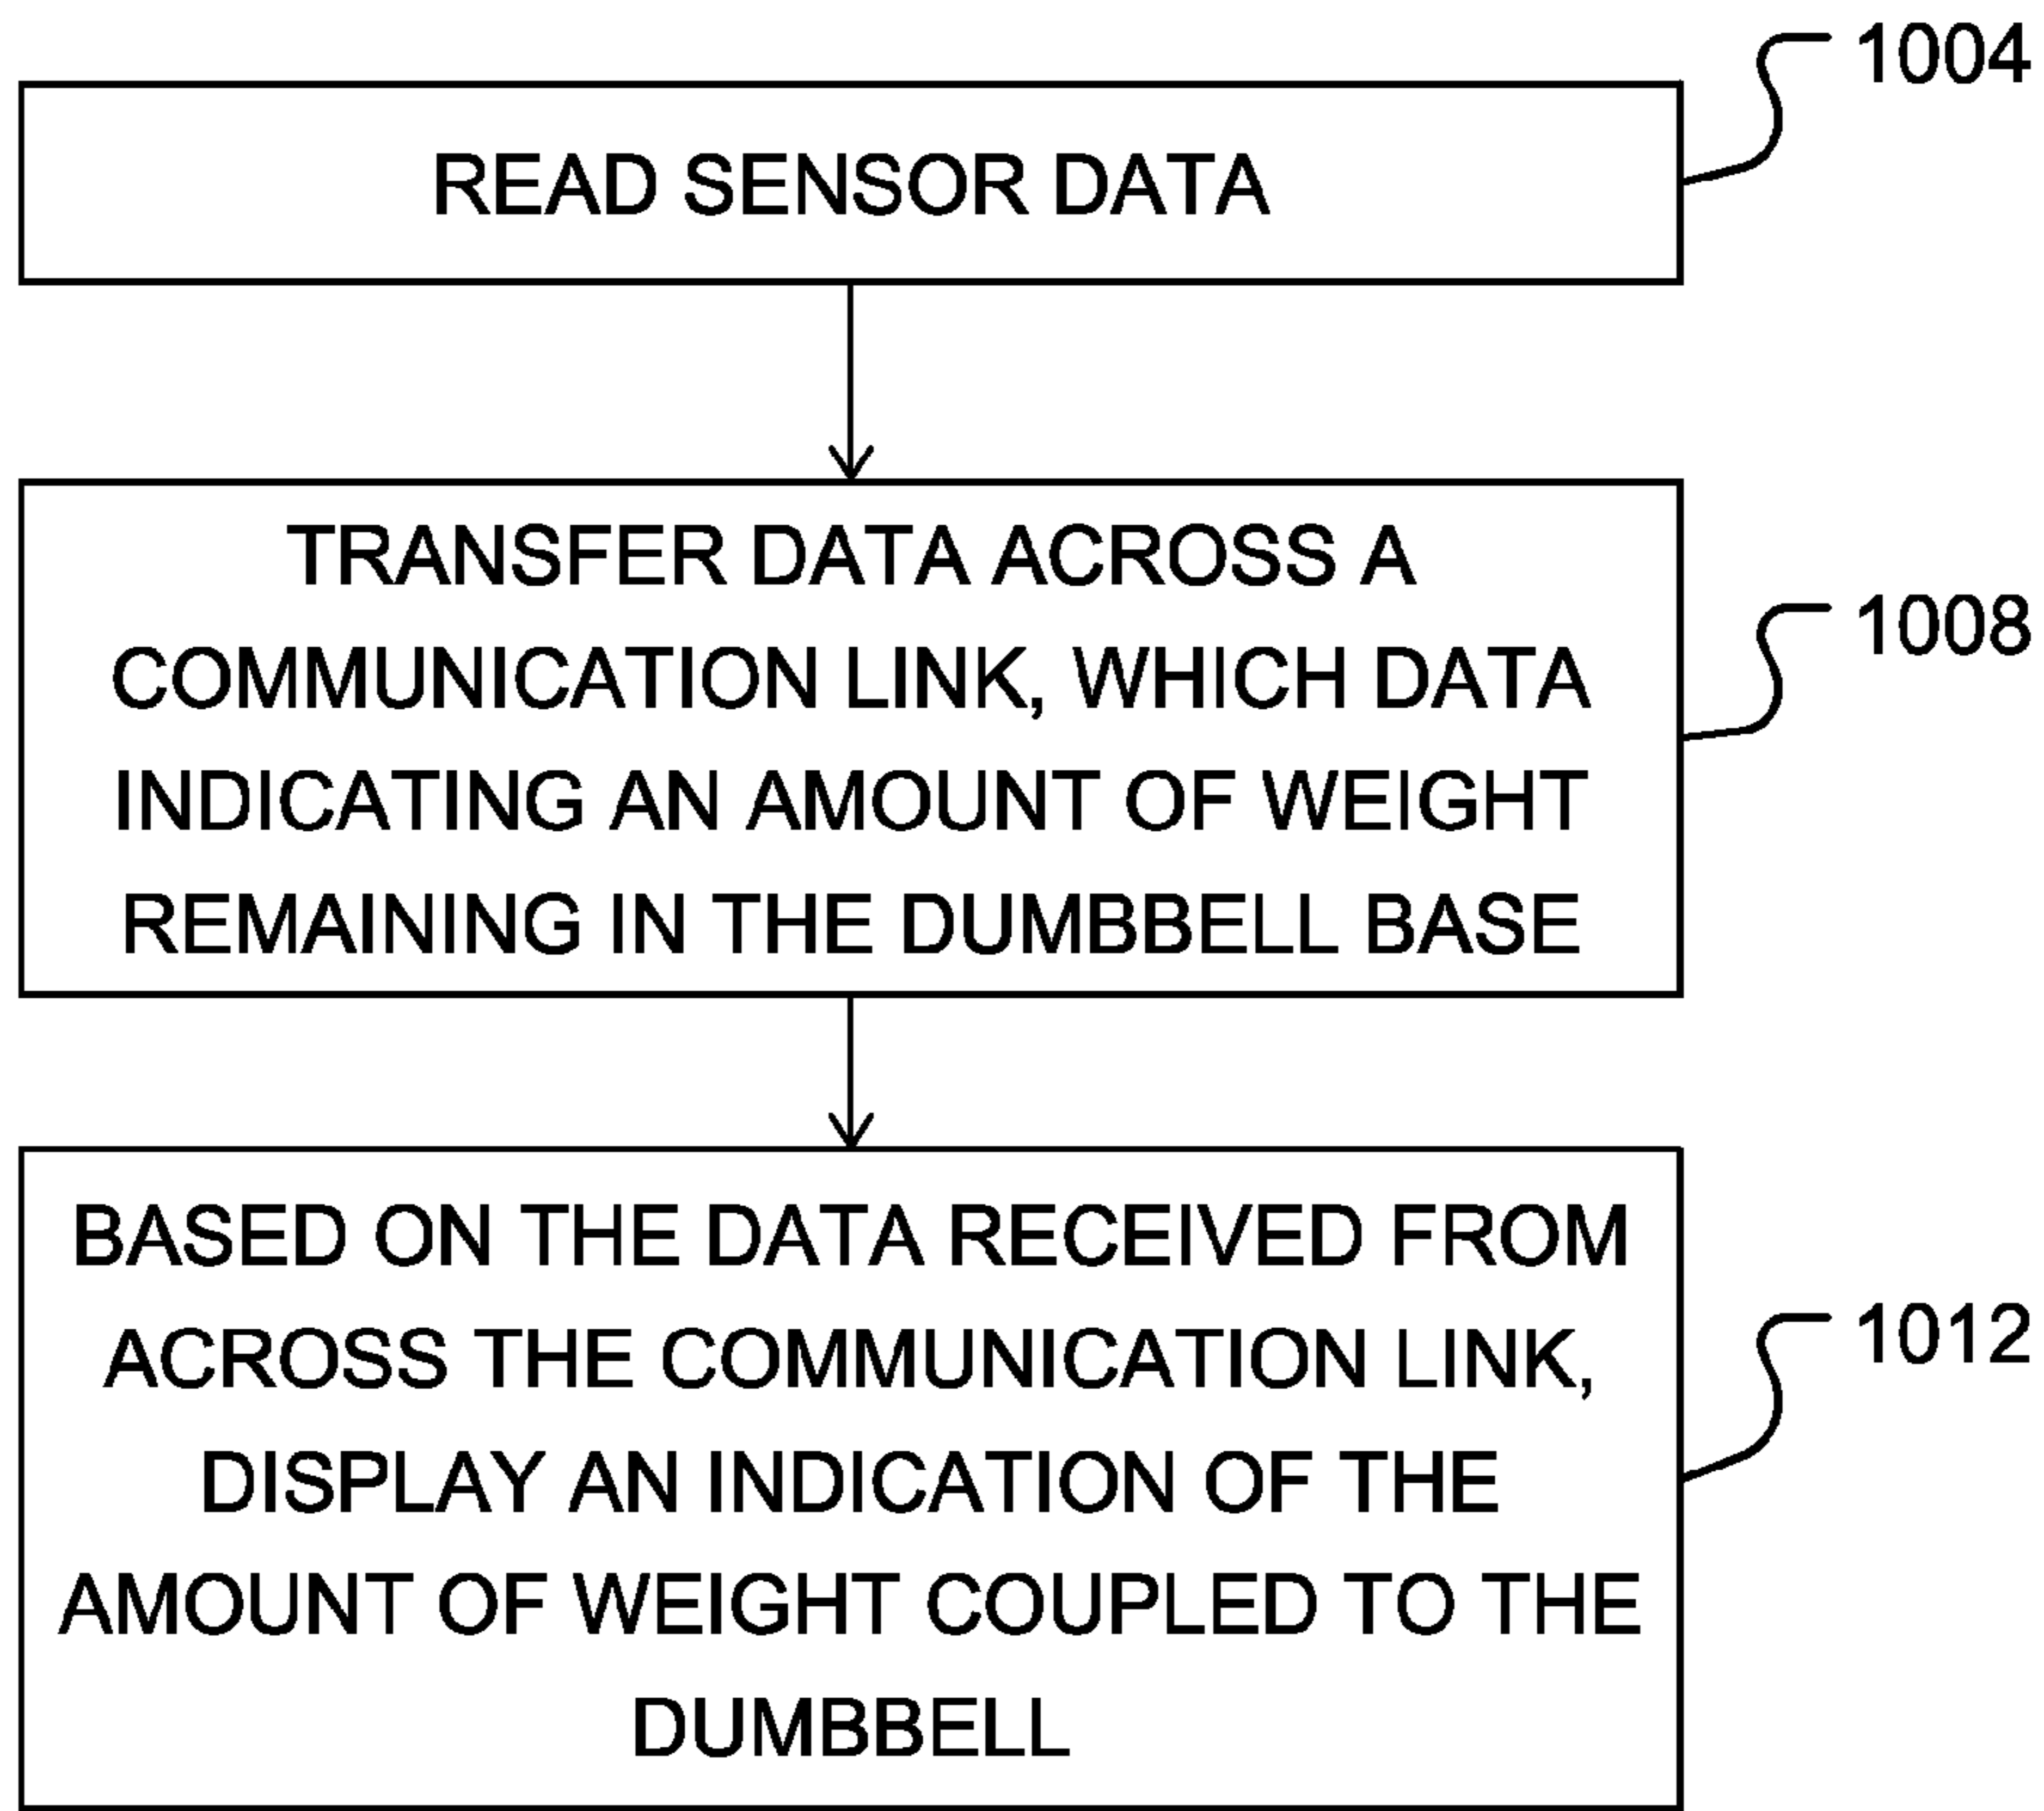 1004
READ SENSOR DATA
TRANSFER DATA ACROSS A
COMMUNICATION LINK, WHICH DATA
1008
INDICATING AN AMOUNT OF WEIGHT
REMAINING IN THE DUMBBELL BASE
BASED ON THE DATA RECEIVED FROM
ACROSS THE COMMUNICATION LINK,
1012
DISPLAY AN INDICATION OF THE
AMOUNT OF WEIGHT COUPLED TO THE
DUMBBELL